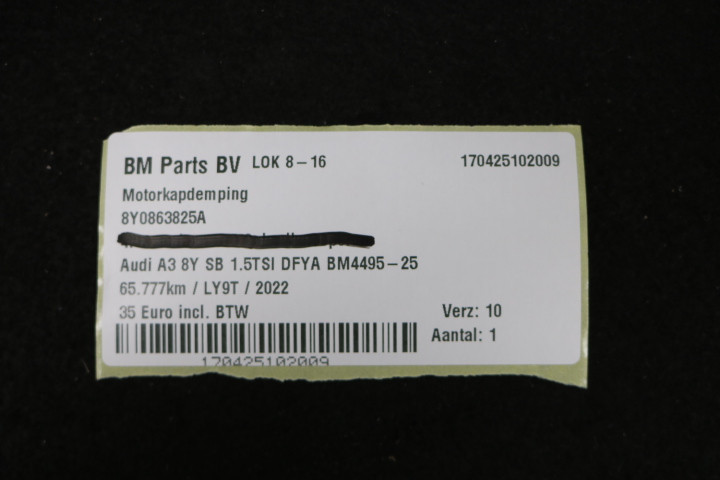 BM Parts BV LOK 8-16 170425102009
Motorkapdemping
8Y0863825A
Audi A3 8Y SB 1.5TSI DFYA BM4495-25
65.777km / LY9T / 2022
35 Euro incl. BTW Verz: 10
Aantal: 1
170425102009